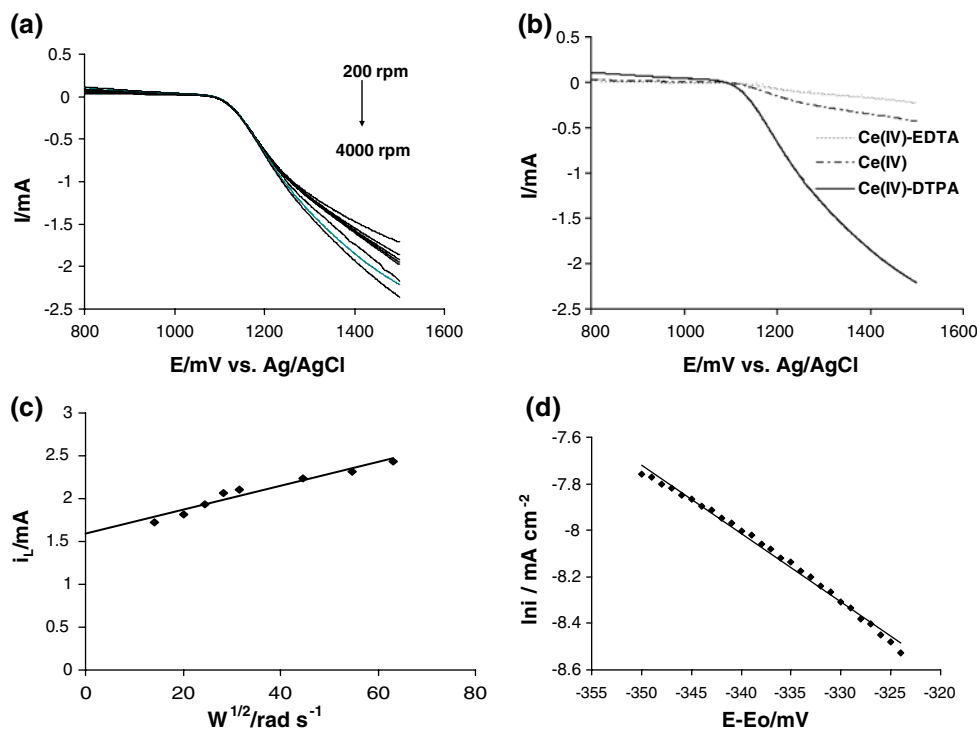 (a)
0.5
0
-0.5
-1
-1.5
-2
-2.5
I/mA
200 rpm
4000 rpm
800 1000 1200 1400 1600
E/mV vs. Ag/AgCl
(b)
0.5
0
-0.5
-1
-1.5
-2
-2.5
I/mA
Ce(IV)-EDTA
Ce(IV)
Ce(IV)-DTPA
800 1000 1200 1400 1600
E/mV vs. Ag/AgCl
(c)
3
2.5
2
1.5
1
0.5
0
iL/mA
0 20 40 60 80
W1/2/rad s-1
(d)
-7.6
-7.8
-8
-8.2
-8.4
-8.6
lni / mA cm-2
-355 -350 -345 -340 -335 -330 -325 -320
E-Eo/mV